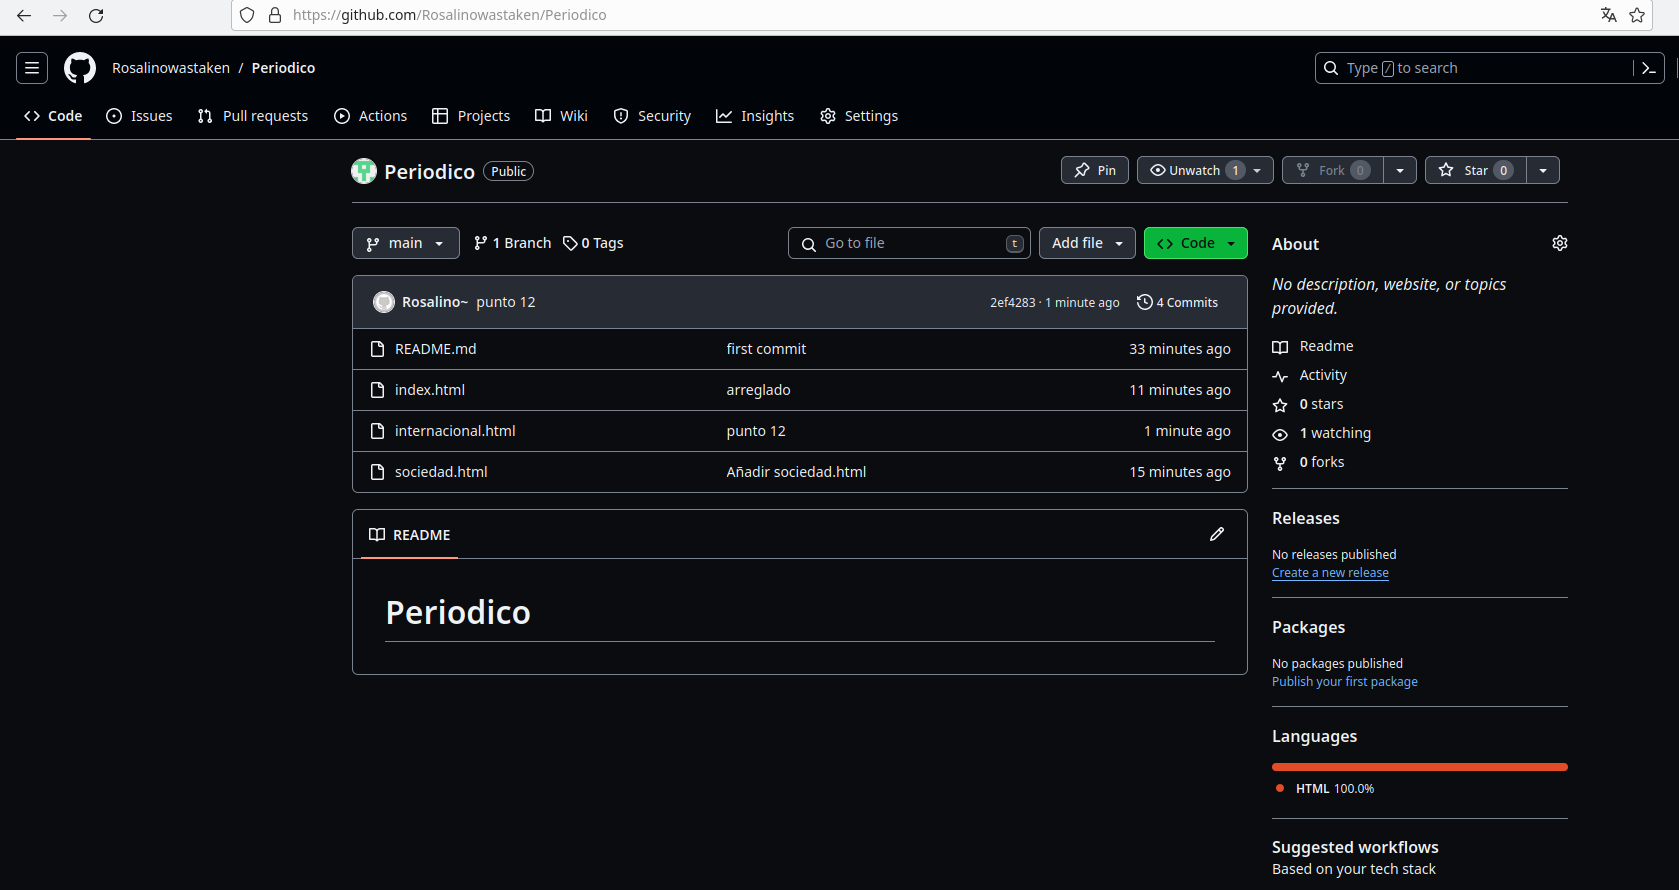 https://github.com/Rosalinowastaken/Periodico
Rosalinowastaken / Periodico
Type / to search
Code Issues Pull requests Actions Projects Wiki Security Insights Settings
Periodico Public
Pin Unwatch 1 Fork 0 Star 0
main 1 Branch 0 Tags Go to file t Add file Code
Rosalino~ punto 12 2ef4283 · 1 minute ago 4 Commits
README.md first commit 33 minutes ago
index.html arreglado 11 minutes ago
internacional.html punto 12 1 minute ago
sociedad.html Añadir sociedad.html 15 minutes ago
README
Periodico
About
No description, website, or topics
provided.
Readme
Activity
0 stars
1 watching
0 forks
Releases
No releases published
Create a new release
Packages
No packages published
Publish your first package
Languages
HTML 100.0%
Suggested workflows
Based on your tech stack